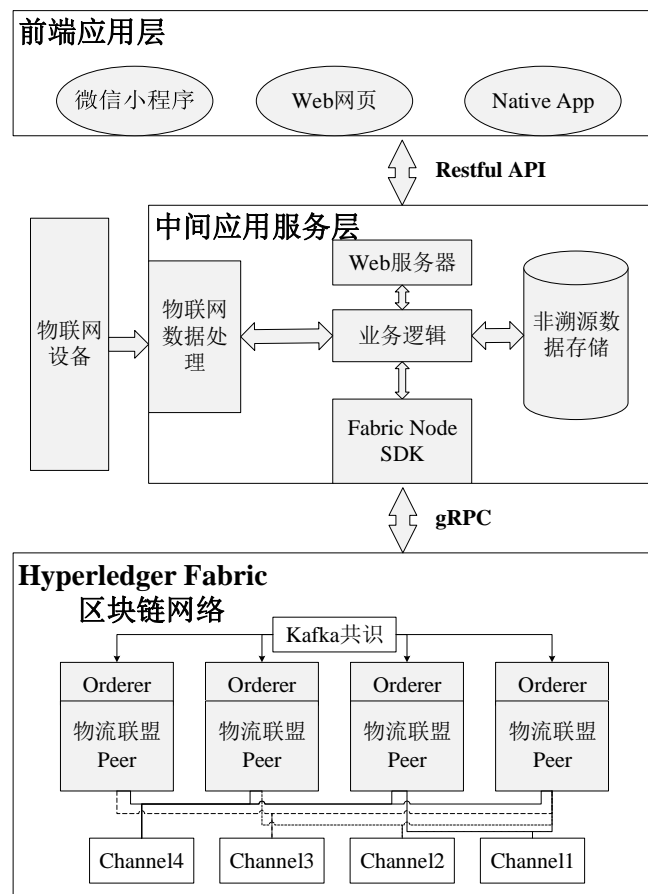 前端应用层
微信小程序
Web网页
Native App
Restful API
中间应用服务层
物联网
设备
物联网
数据处
理
Web服务器
业务逻辑
Fabric Node
SDK
非溯源数
据存储
gRPC
Hyperledger Fabric
区块链网络
Kafka共识
Orderer
Orderer
Orderer
Orderer
物流联盟
Peer
物流联盟
Peer
物流联盟
Peer
物流联盟
Peer
Channel4
Channel3
Channel2
Channel1